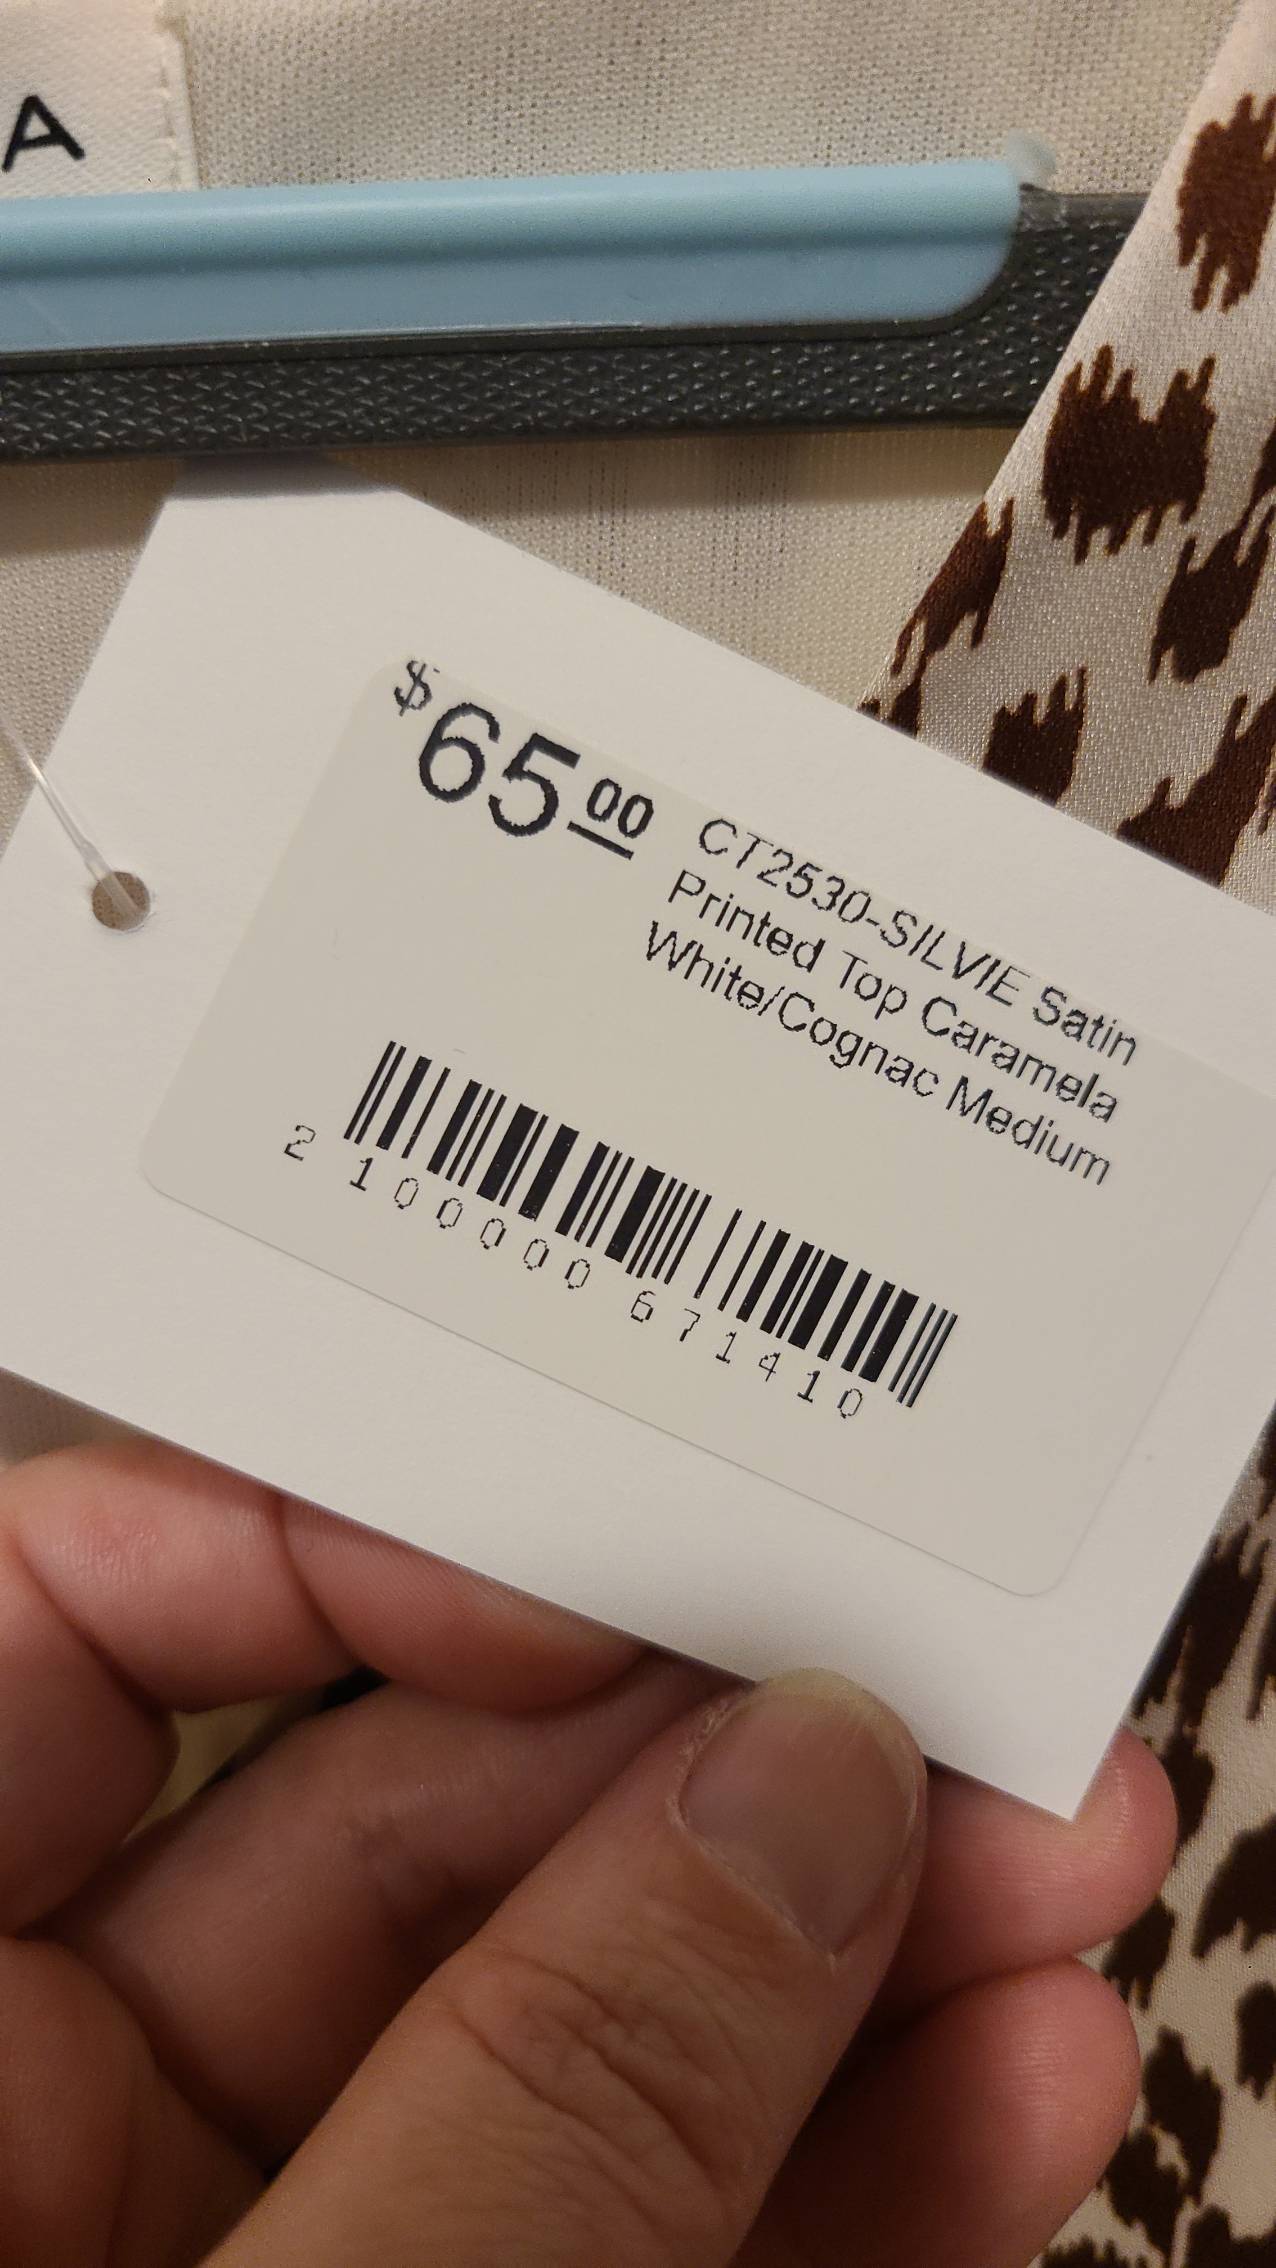 A
$65.00
CT2530-SILVIE Satin
Printed Top Caramela
White/Cognac Medium
2 100000 671410